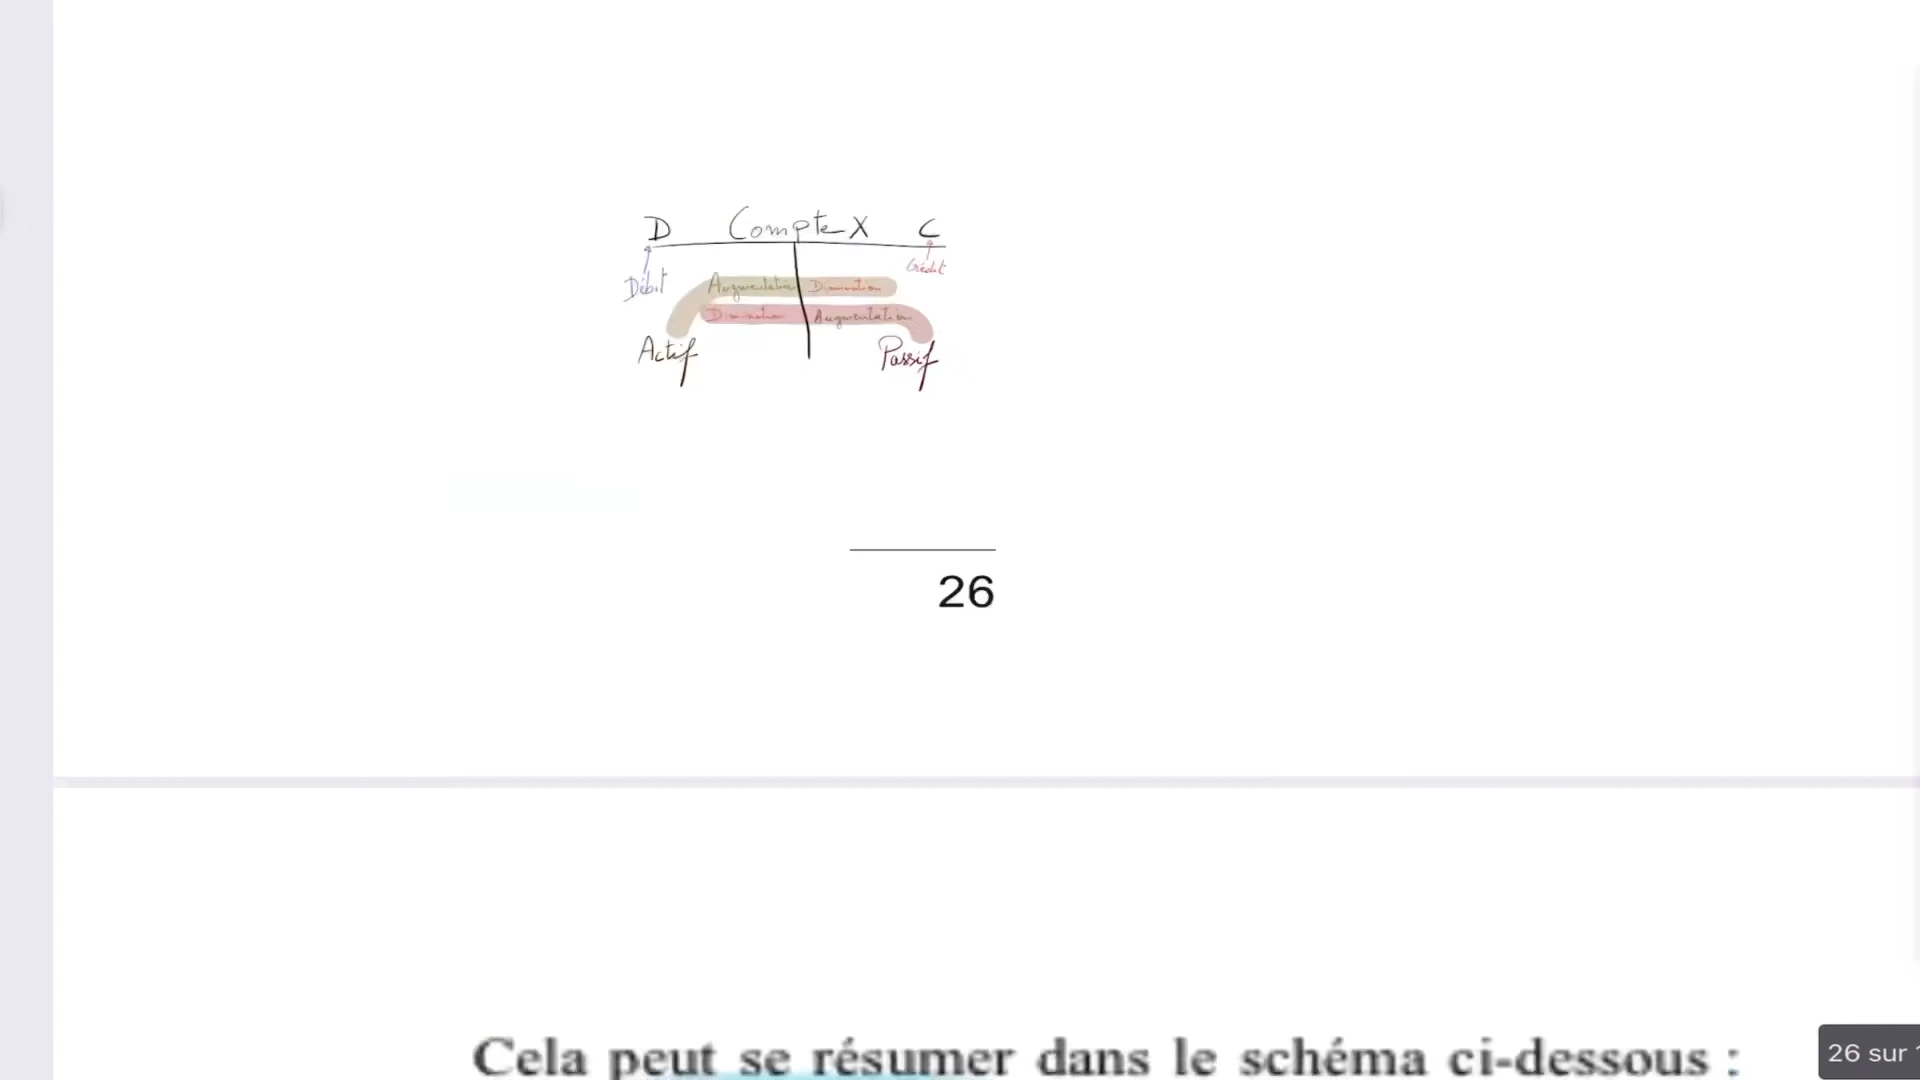 D Compte X C
Débit
Crédit
Augmentation Diminution
Diminution Augmentation
Actif
Passif
26
Cela peut se résumer dans le schéma ci-dessous :
26 sur